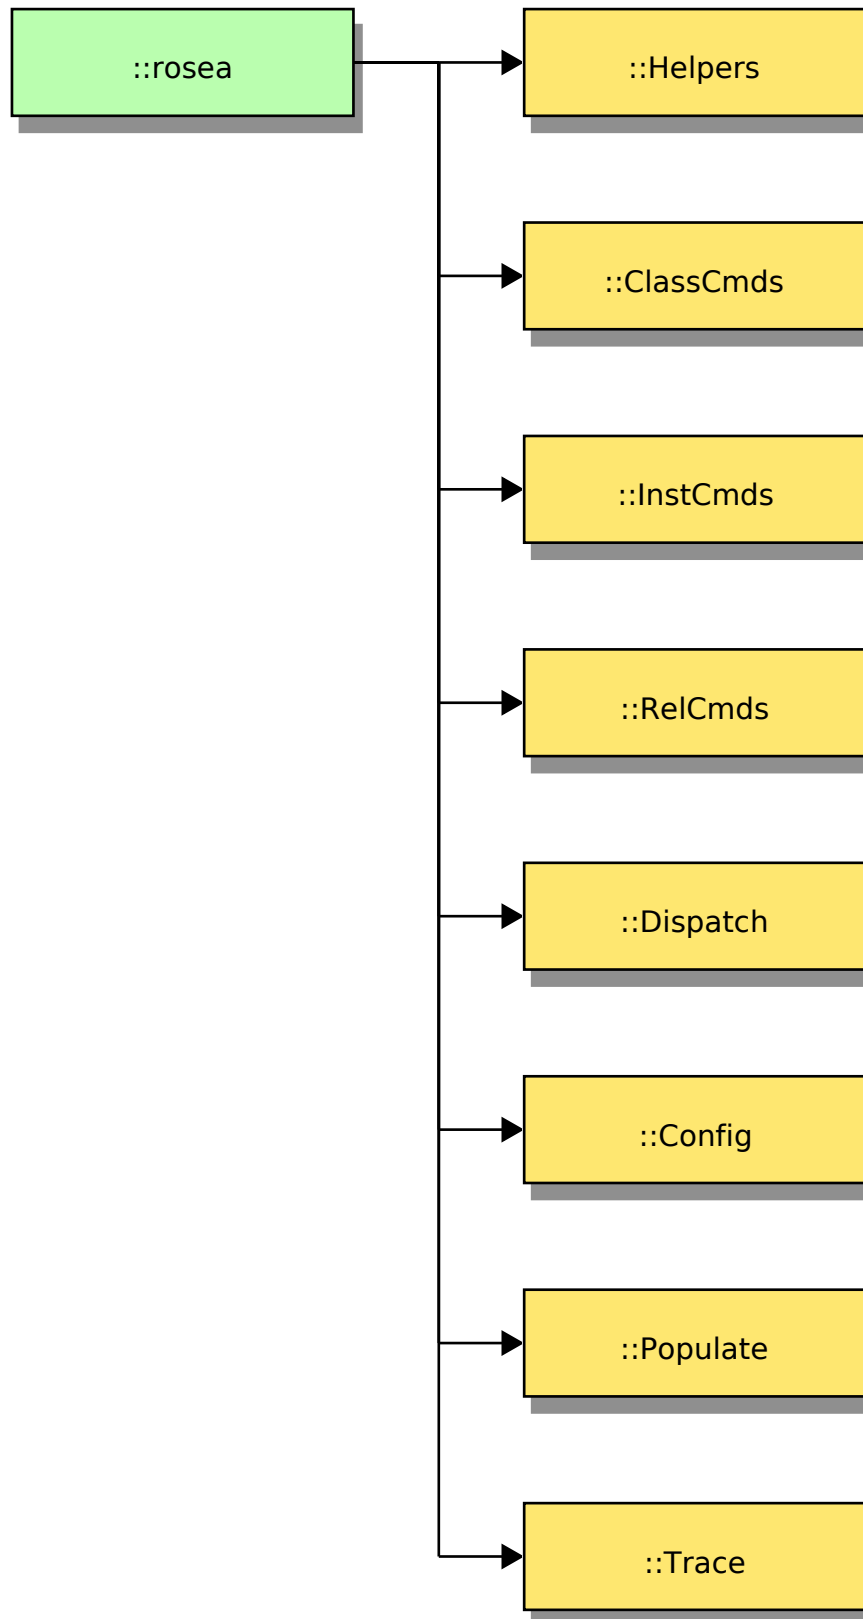 ::rosea
::Helpers
::ClassCmds
::InstCmds
::RelCmds
::Dispatch
::Config
::Populate
::Trace